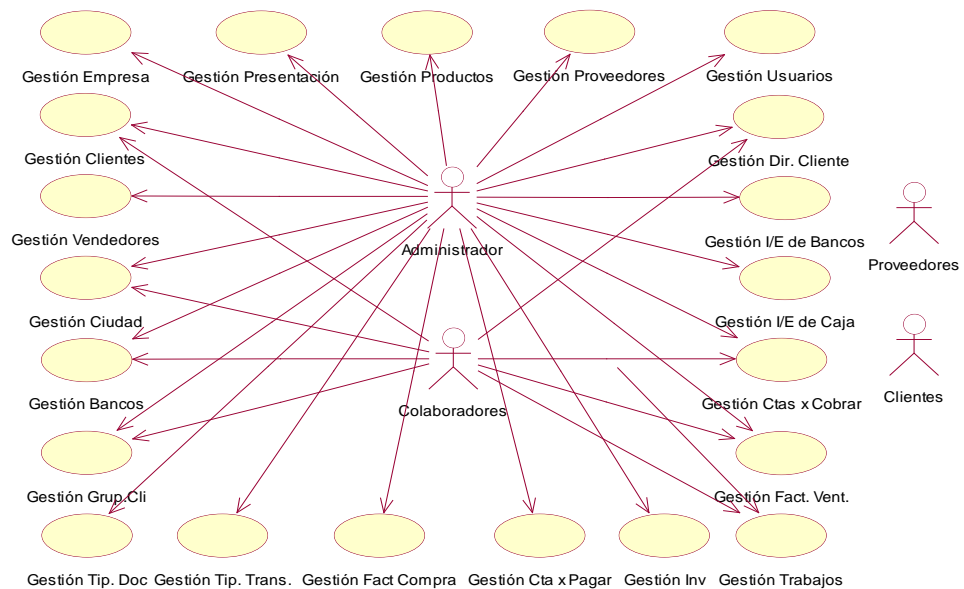 Gestión Empresa
Gestión Presentación
Gestión Productos
Gestión Proveedores
Gestión Usuarios
Gestión Clientes
Gestión Dir. Cliente
Gestión Vendedores
Administrador
Gestión I/E de Bancos
Proveedores
Gestión Ciudad
Gestión I/E de Caja
Gestión Bancos
Colaboradores
Gestión Ctas x Cobrar
Clientes
Gestión Grup.Cli
Gestión Fact. Vent.
Gestión Tip. Doc
Gestión Tip. Trans.
Gestión Fact Compra
Gestión Cta x Pagar
Gestión Inv
Gestión Trabajos